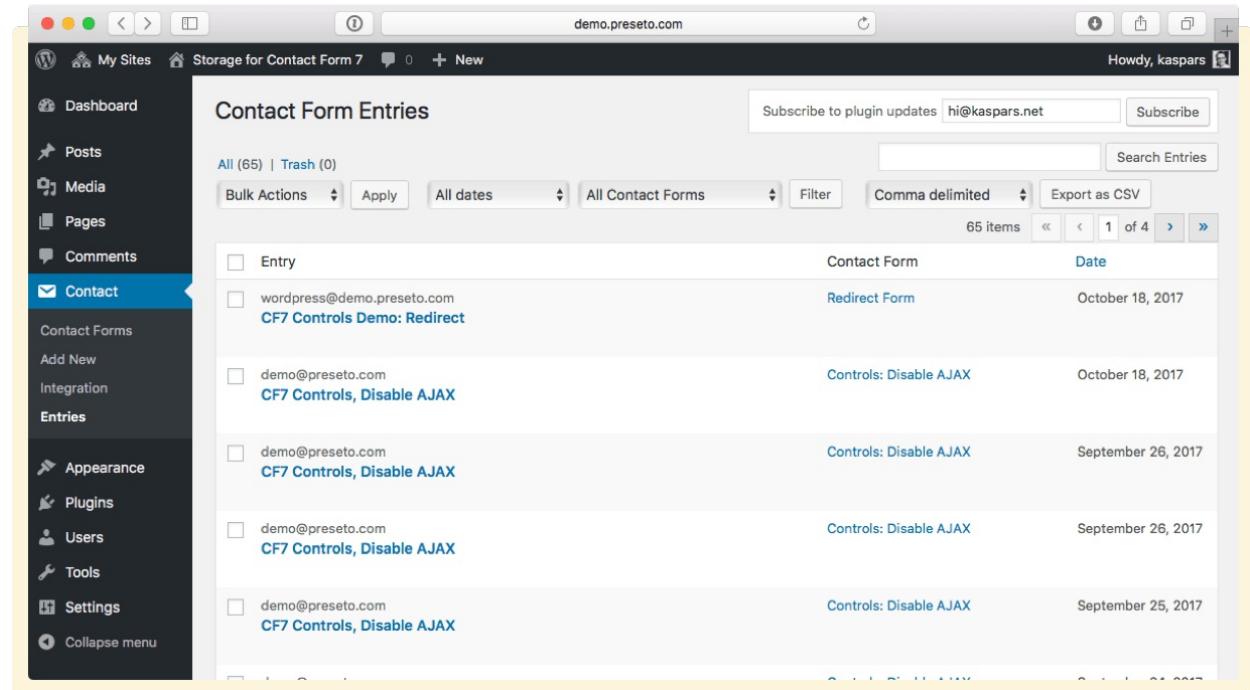 demo.preseto.com
My Sites Storage for Contact Form 7 0 + New Howdy, kaspars
Dashboard
Posts
Media
Pages
Comments
Contact
Contact Forms
Add New
Integration
Entries
Appearance
Plugins
Users
Tools
Settings
Collapse menu
Contact Form Entries
Subscribe to plugin updates hi@kaspars.net Subscribe
All (65) | Trash (0)
Search Entries
Bulk Actions Apply All dates All Contact Forms Filter Comma delimited Export as CSV
65 items « ‹ 1 of 4 › »
Entry Contact Form Date
wordpress@demo.preseto.com Redirect Form October 18, 2017
CF7 Controls Demo: Redirect
demo@preseto.com Controls: Disable AJAX October 18, 2017
CF7 Controls, Disable AJAX
demo@preseto.com Controls: Disable AJAX September 26, 2017
CF7 Controls, Disable AJAX
demo@preseto.com Controls: Disable AJAX September 26, 2017
CF7 Controls, Disable AJAX
demo@preseto.com Controls: Disable AJAX September 25, 2017
CF7 Controls, Disable AJAX